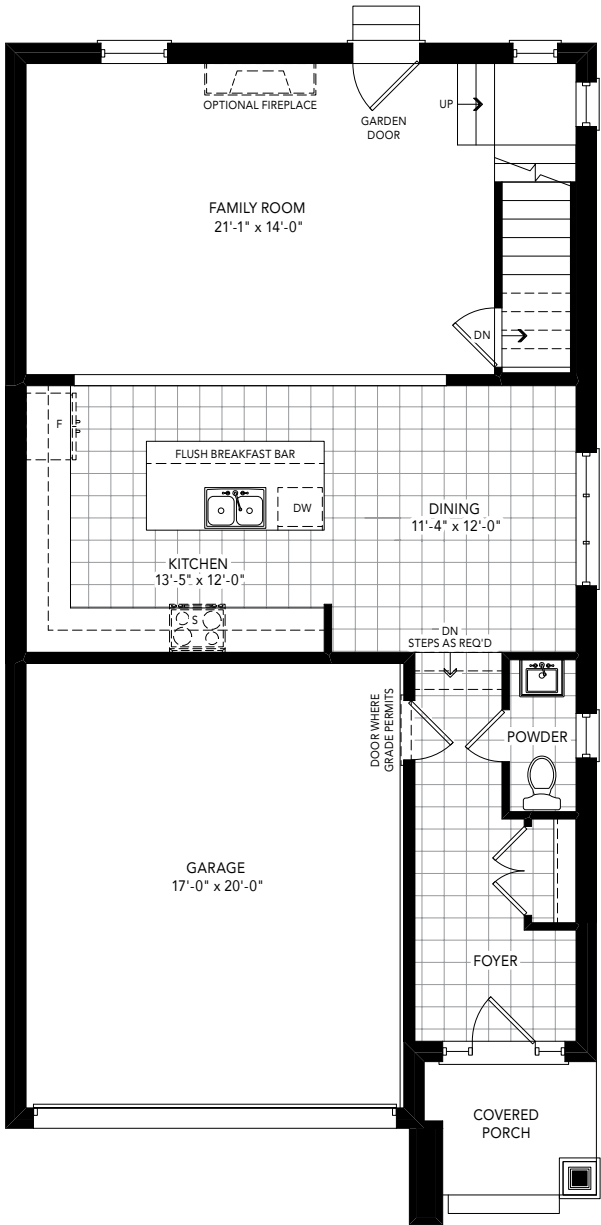 OPTIONAL FIREPLACE
GARDEN
DOOR
UP
FAMILY ROOM
21'-1" x 14'-0"
DN
F
FLUSH BREAKFAST BAR
DW
DINING
11'-4" x 12'-0"
KITCHEN
13'-5" x 12'-0"
S
DN
STEPS AS REQ'D
DOOR WHERE
GRADE PERMITS
POWDER
GARAGE
17'-0" x 20'-0"
FOYER
COVERED
PORCH